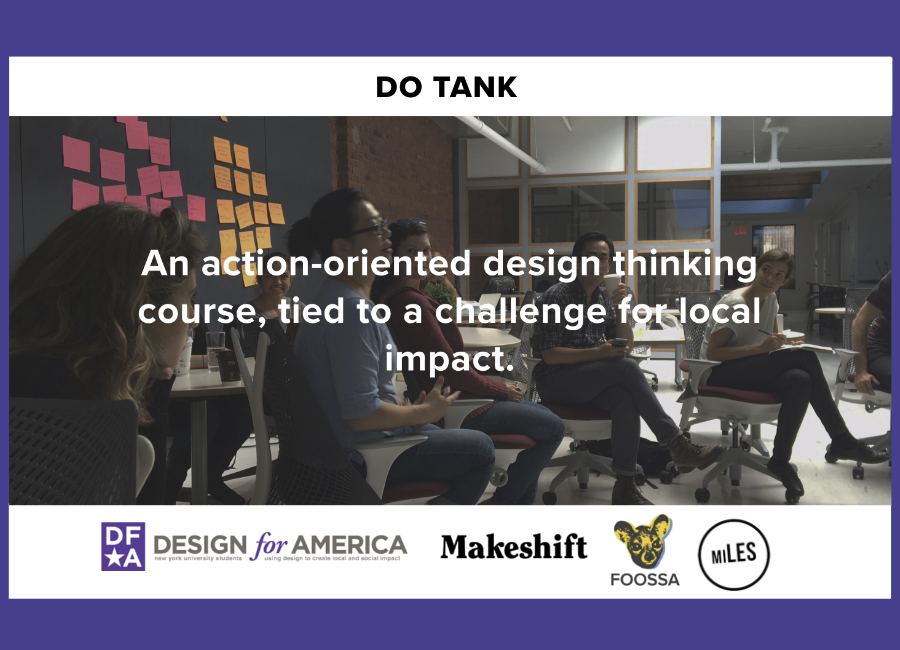 DO TANK
An action-oriented design thinking
course, tied to a challenge for local
impact.
DF
A
DESIGN for AMERICA
new york university students using design to create local and social impact
Makeshift
FOOSSA
MiLES